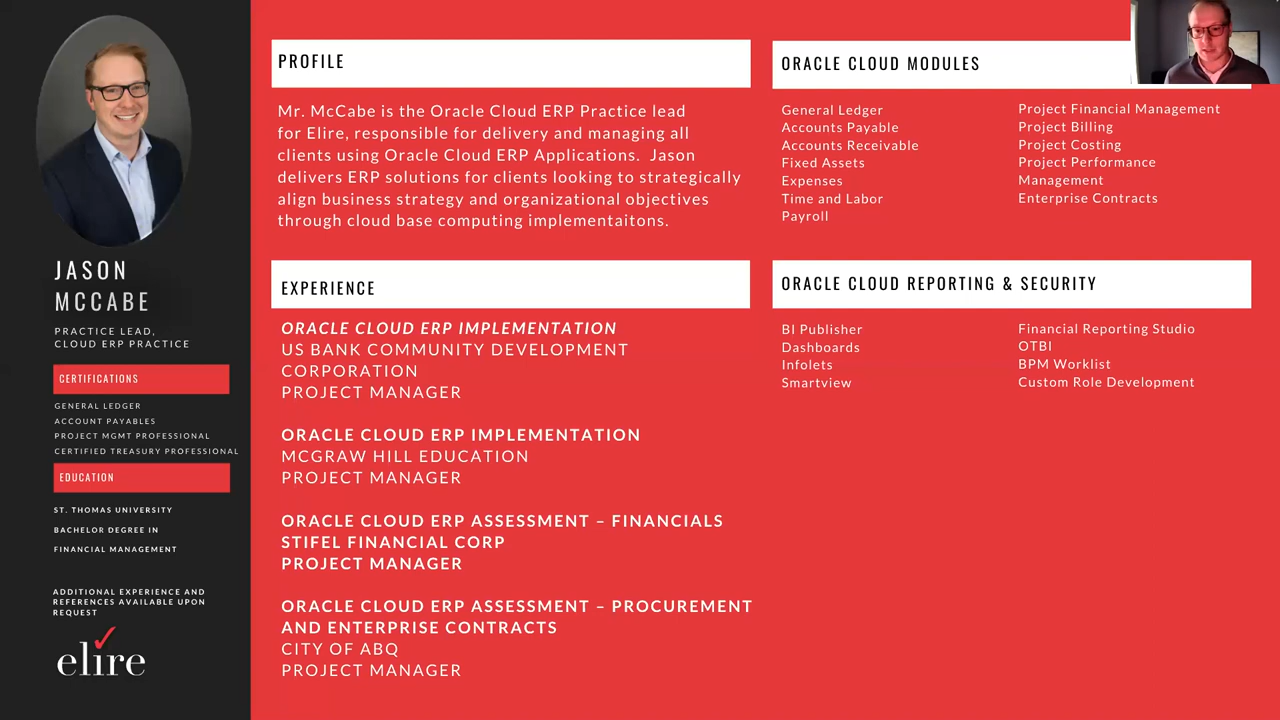 JASON
MCCABE
PRACTICE LEAD,
CLOUD ERP PRACTICE
CERTIFICATIONS
GENERAL LEDGER
ACCOUNT PAYABLES
PROJECT MGMT PROFESSIONAL
CERTIFIED TREASURY PROFESSIONAL
EDUCATION
ST. THOMAS UNIVERSITY
BACHELOR DEGREE IN
FINANCIAL MANAGEMENT
ADDITIONAL EXPERIENCE AND
REFERENCES AVAILABLE UPON
REQUEST
elire
PROFILE
Mr. McCabe is the Oracle Cloud ERP Practice lead
for Elire, responsible for delivery and managing all
clients using Oracle Cloud ERP Applications. Jason
delivers ERP solutions for clients looking to strategically
align business strategy and organizational objectives
through cloud base computing implementaitons.
EXPERIENCE
ORACLE CLOUD ERP IMPLEMENTATION
US BANK COMMUNITY DEVELOPMENT
CORPORATION
PROJECT MANAGER
ORACLE CLOUD ERP IMPLEMENTATION
MCGRAW HILL EDUCATION
PROJECT MANAGER
ORACLE CLOUD ERP ASSESSMENT – FINANCIALS
STIFEL FINANCIAL CORP
PROJECT MANAGER
ORACLE CLOUD ERP ASSESSMENT – PROCUREMENT
AND ENTERPRISE CONTRACTS
CITY OF ABQ
PROJECT MANAGER
ORACLE CLOUD MODULES
General Ledger
Accounts Payable
Accounts Receivable
Fixed Assets
Expenses
Time and Labor
Payroll
Project Financial Management
Project Billing
Project Costing
Project Performance
Management
Enterprise Contracts
ORACLE CLOUD REPORTING & SECURITY
BI Publisher
Dashboards
Infolets
Smartview
Financial Reporting Studio
OTBI
BPM Worklist
Custom Role Development